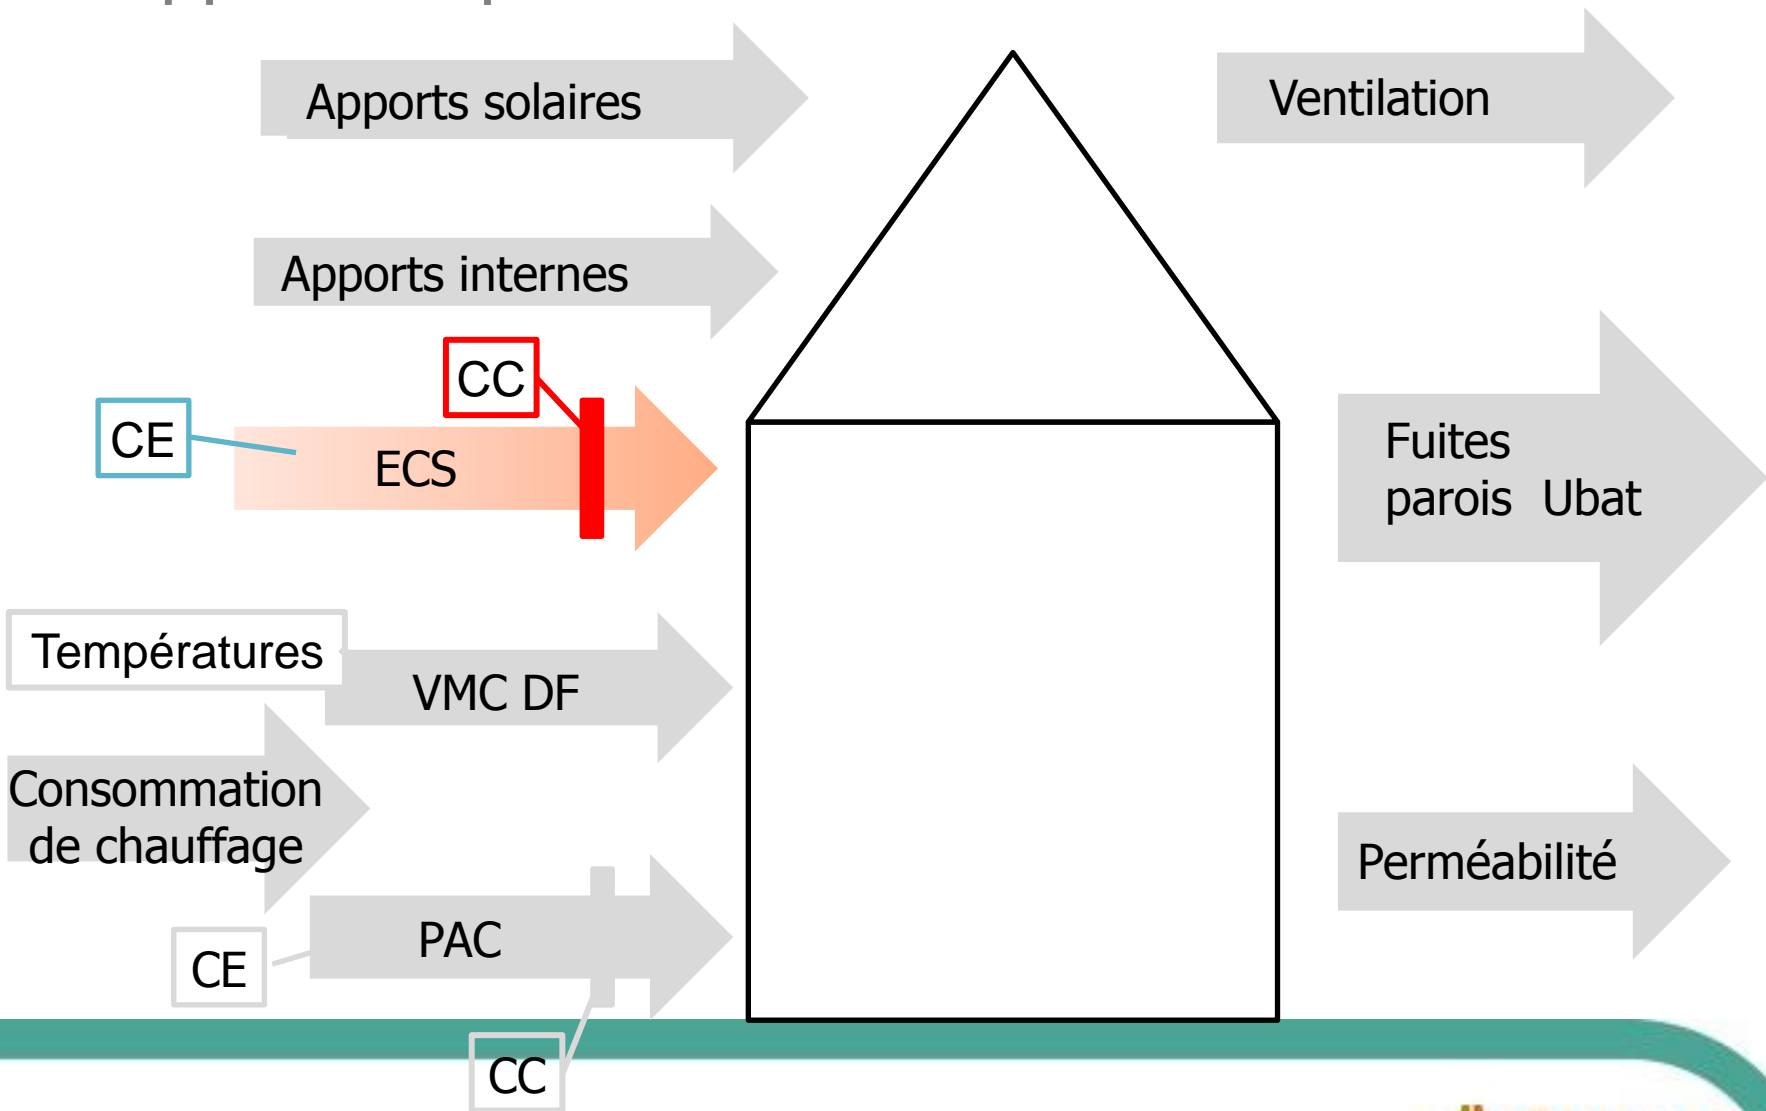 Apports solaires
Ventilation
Apports internes
CC
CE
ECS
Fuites
parois Ubat
Températures
VMC DF
Consommation
de chauffage
Perméabilité
PAC
CE
CC